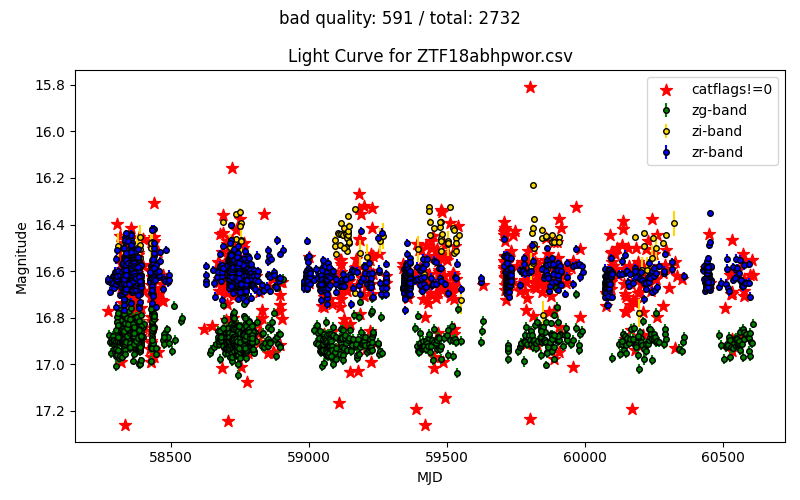 bad quality: 591 / total: 2732
Light Curve for ZTF18abhpwor.csv
catflags!=0
zg-band
zi-band
zr-band
Magnitude
15.8
16.0
16.2
16.4
16.6
16.8
17.0
17.2
58500 59000 59500 60000 60500
MJD